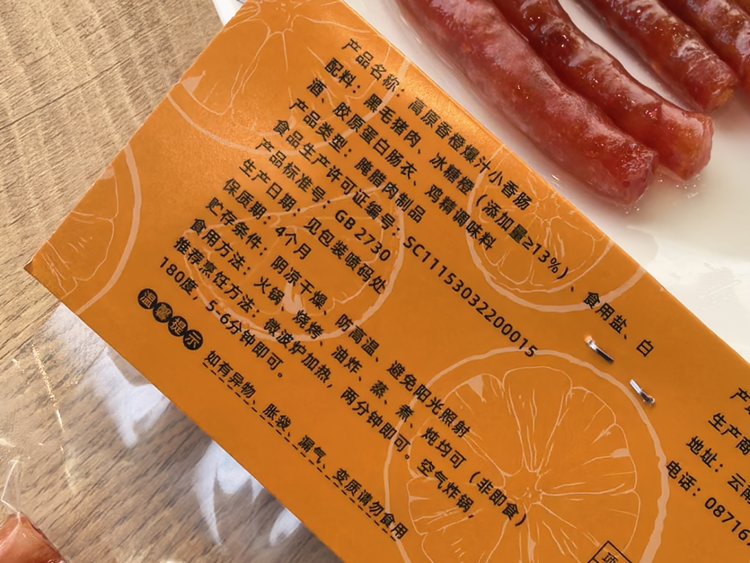 产品名称：高原香橙爆汁小香肠
配料：黑毛猪肉、冰糖橙（添加量≥13%）、食用盐、白
酒、胶原蛋白肠衣、鸡精调味料
产品类型：腌腊肉制品
食品生产许可证编号：SC11153032200015
产品标准号：GB 2730
生产日期：见包装喷码处
保质期：4个月
贮存条件：阴凉干燥、防高温、避免阳光照射
食用方法：火锅、烧烤、油炸、蒸、煮、炖均可（非即食）
推荐烹饪方法：微波炉加热，两分钟即可。空气炸锅，
180度，5-6分钟即可。
温馨提示 如有异物、胀袋、漏气、变质请勿食用
产
生产商
地址：云南
电话：08716